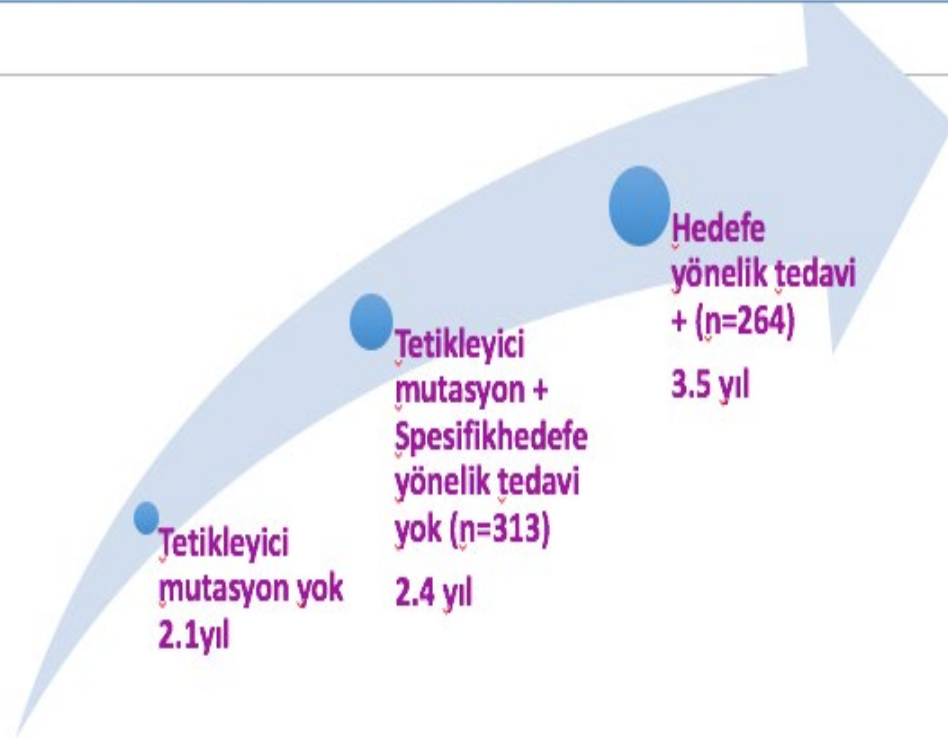 Tetikleyici
mutasyon yok
2.1yıl
Tetikleyici
mutasyon +
Spesifikhedefe
yönelik tedavi
yok (n=313)
2.4 yıl
Hedefe
yönelik tedavi
+ (n=264)
3.5 yıl